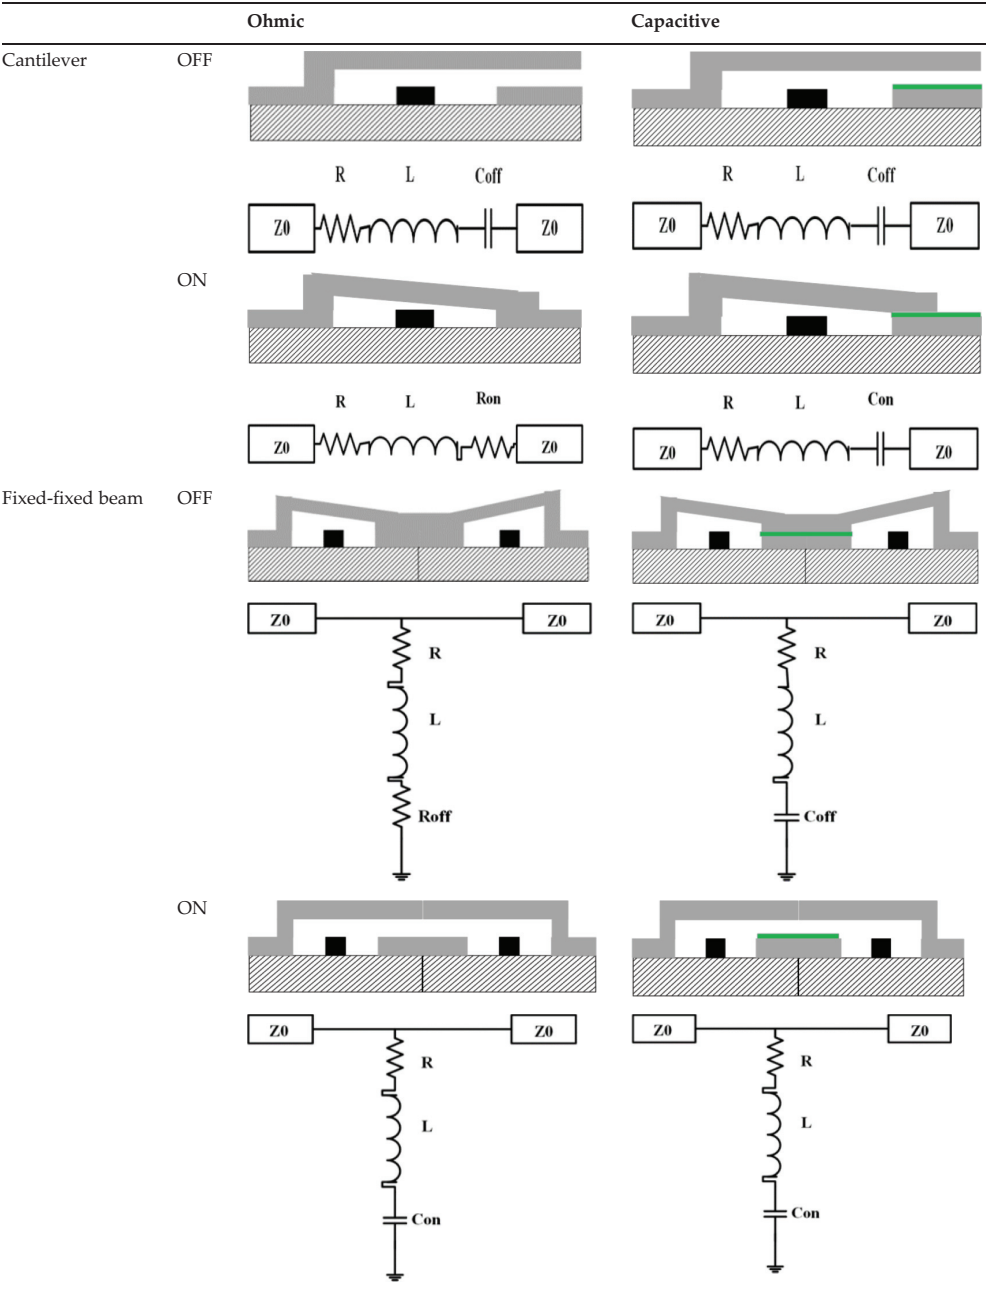 Ohmic Capacitive
Cantilever OFF
R L Coff R L Coff
Z0 Z0 Z0 Z0
ON
R L Ron R L Con
Z0 Z0 Z0 Z0
Fixed-fixed beam OFF
Z0 Z0 Z0 Z0
R R
L L
Roff Coff
ON
Z0 Z0 Z0 Z0
R R
L L
Con Con